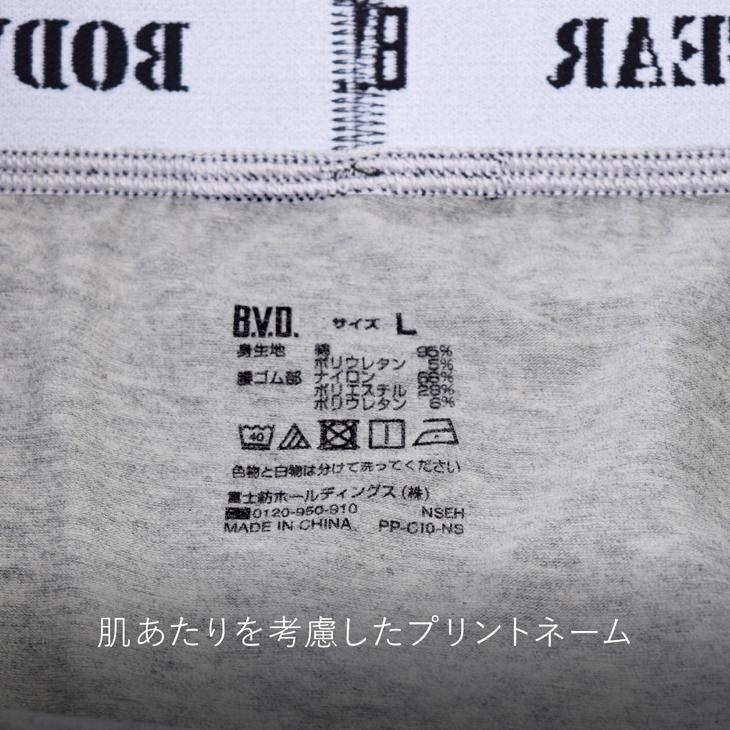 BODY
B.
WEAR
B.V.D. サイズ L
身生地 綿 95%
ポリウレタン 5%
腰ゴム部 ナイロン 66%
ポリエステル 28%
ポリウレタン 6%
40
色物と白物は分けて洗ってください
富士紡ホールディングス(株)
0120-950-910 NSEH
MADE IN CHINA PP-C10-NS
肌あたりを考慮したプリントネーム